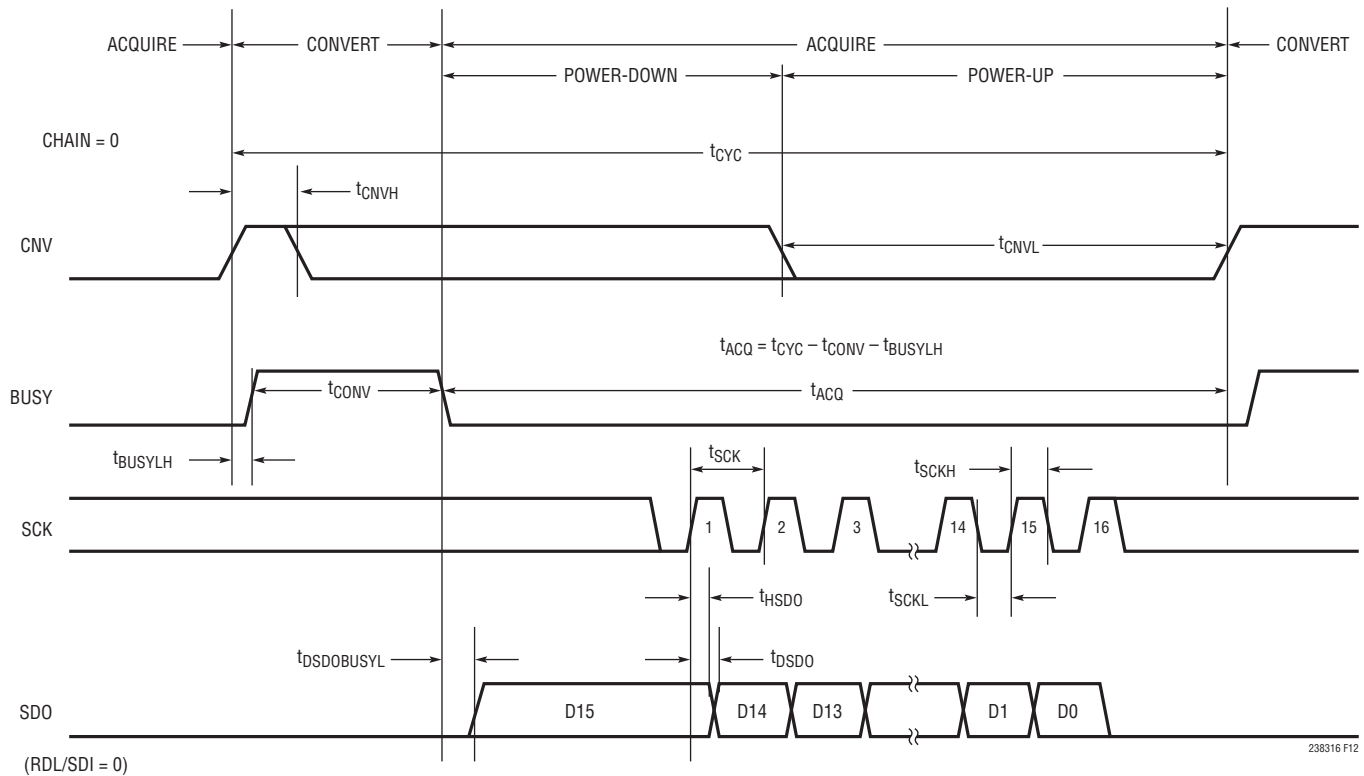 ACQUIRE CONVERT ACQUIRE CONVERT
POWER-DOWN POWER-UP
CHAIN = 0
tCYC
tCNVH
CNV
tCNVL
tACQ = tCYC – tCONV – tBUSYLH
BUSY
tCONV
tACQ
tBUSYLH
tSCK
tSCKH
SCK
1 2 3 14 15 16
tHSDO
tSCKL
tDSDOBUSYL
tDSDO
SDO
D15 D14 D13 D1 D0
238316 F12
(RDL/SDI = 0)